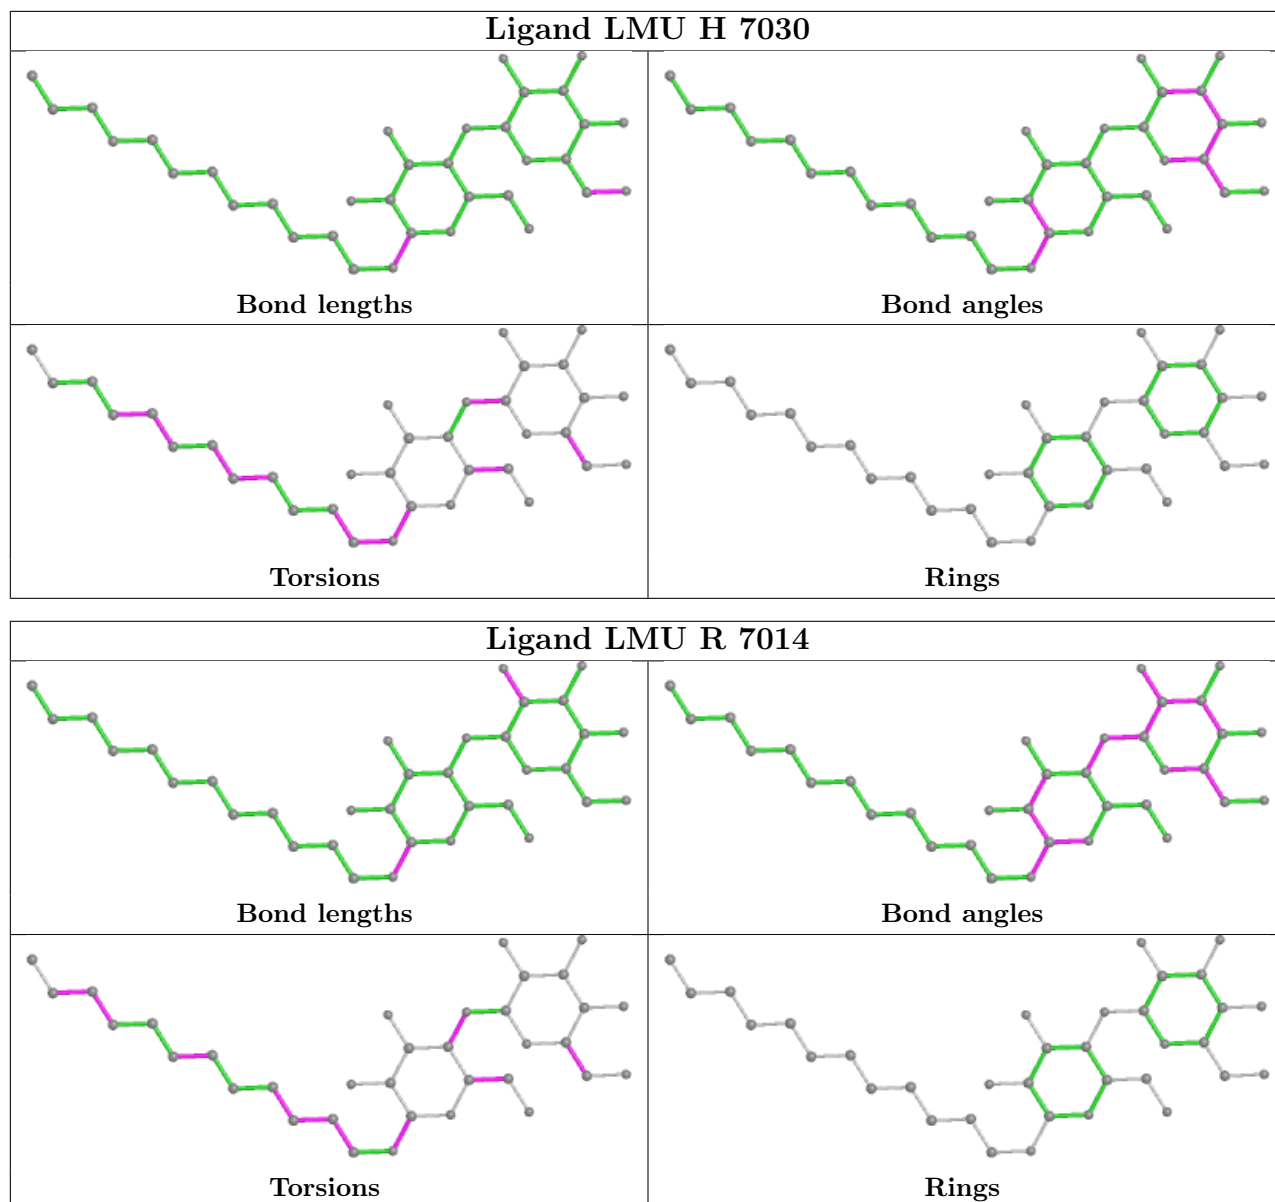 Ligand LMU H 7030
Bond lengths
Bond angles
Torsions
Rings
Ligand LMU R 7014
Bond lengths
Bond angles
Torsions
Rings